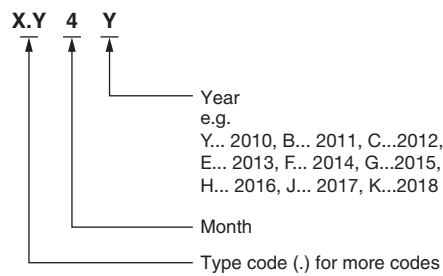 X.Y 4 Y
Year
e.g.
Y... 2010, B... 2011, C...2012,
E... 2013, F... 2014, G...2015,
H... 2016, J... 2017, K...2018
Month
Type code (.) for more codes